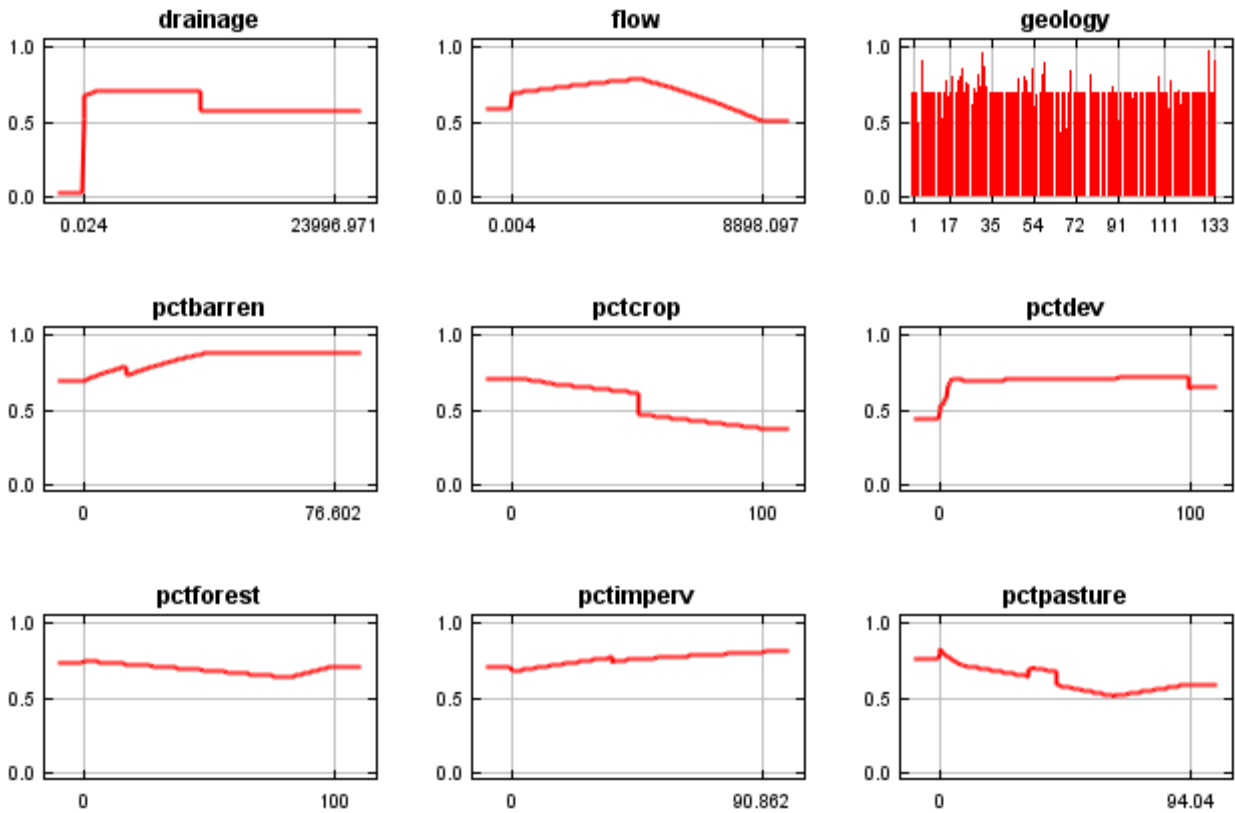 drainage flow geology
1.0 1.0 1.0
0.5 0.5 0.5
0.0 0.0 0.0
0.024 23996.971 0.004 8898.097 1 17 35 54 72 91 111 133
pctbarren pctcrop pctdev
1.0 1.0 1.0
0.5 0.5 0.5
0.0 0.0 0.0
0 76.602 0 100 0 100
pctforest pctimperv pctpasture
1.0 1.0 1.0
0.5 0.5 0.5
0.0 0.0 0.0
0 100 0 90.862 0 94.04